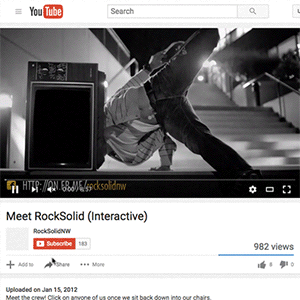 YouTube
Search
HTTP://ON.FB.ME/rocksolidnw
Meet RockSolid (Interactive)
RockSolidNW
Subscribe 183
982 views
Add to Share More
6 0
Uploaded on Jan 15, 2012
Meet the crew! Click on anyone of us once we sit back down into our chairs.